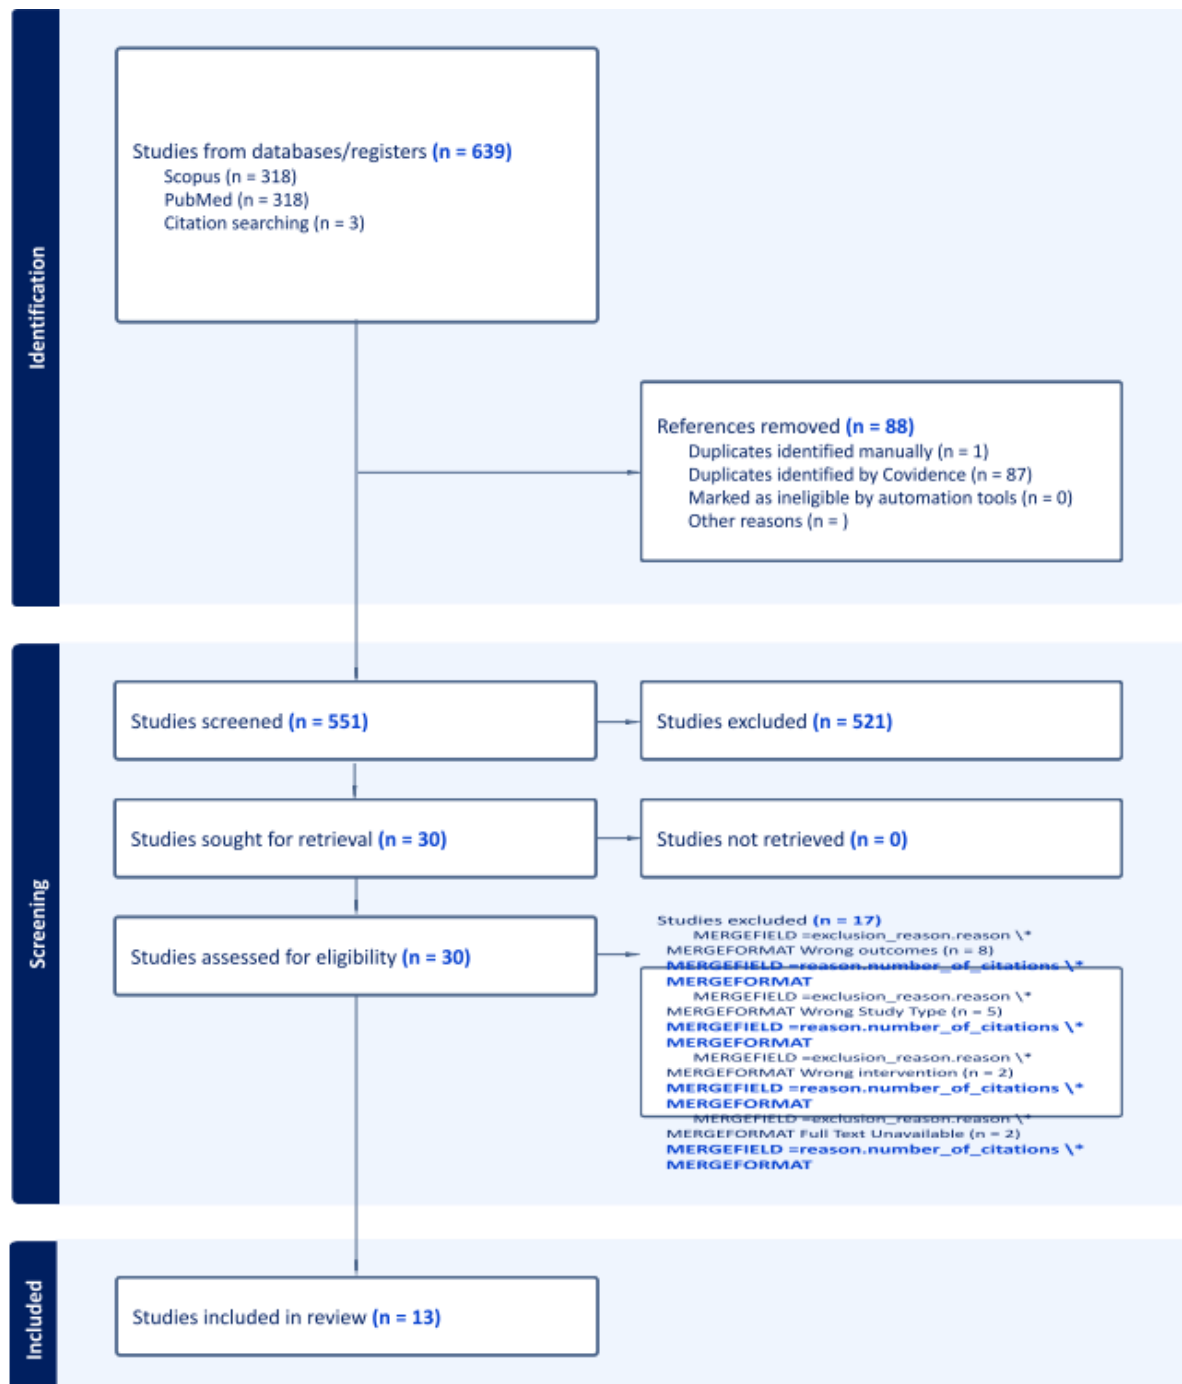 Identification
Studies from databases/registers (n = 639)
Scopus (n = 318)
PubMed (n = 318)
Citation searching (n = 3)
References removed (n = 88)
Duplicates identified manually (n = 1)
Duplicates identified by Covidence (n = 87)
Marked as ineligible by automation tools (n = 0)
Other reasons (n = )
Screening
Studies screened (n = 551)
Studies excluded (n = 521)
Studies sought for retrieval (n = 30)
Studies not retrieved (n = 0)
Studies assessed for eligibility (n = 30)
Studies excluded (n = 17)
MERGEFIELD =exclusion_reason.reason \*
MERGEFORMAT Wrong outcomes (n = 8)
MERGEFIELD =reason.number_of_citations \*
MERGEFORMAT
MERGEFIELD =exclusion_reason.reason \*
MERGEFORMAT Wrong Study Type (n = 5)
MERGEFIELD =reason.number_of_citations \*
MERGEFORMAT
MERGEFIELD =exclusion_reason.reason \*
MERGEFORMAT Wrong intervention (n = 2)
MERGEFIELD =reason.number_of_citations \*
MERGEFORMAT
MERGEFIELD =exclusion_reason.reason \*
MERGEFORMAT Full Text Unavailable (n = 2)
MERGEFIELD =reason.number_of_citations \*
MERGEFORMAT
Included
Studies included in review (n = 13)